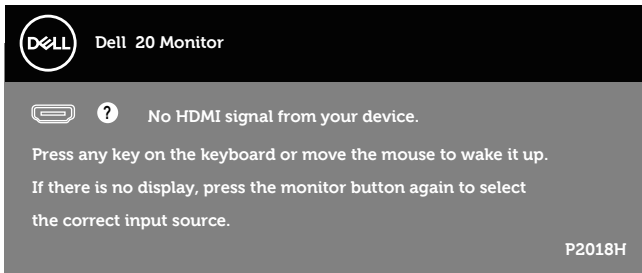 DELL
Dell 20 Monitor
? No HDMI signal from your device.
Press any key on the keyboard or move the mouse to wake it up.
If there is no display, press the monitor button again to select
the correct input source.
P2018H